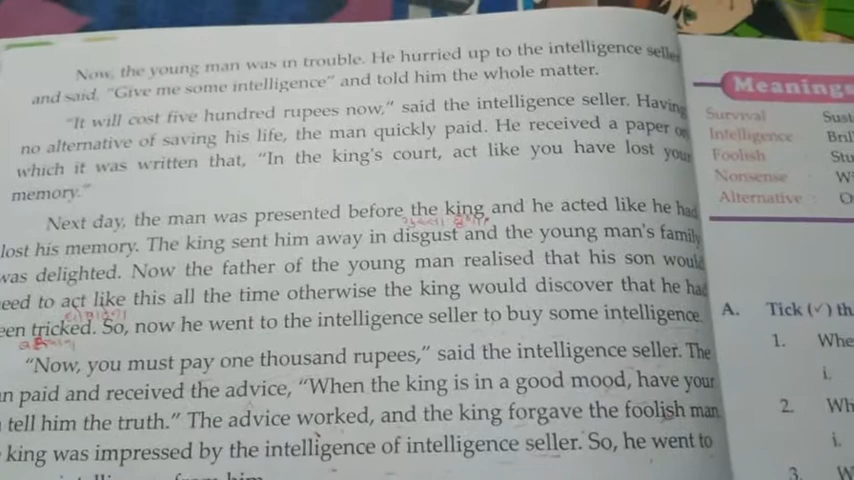 Now, the young man was in trouble. He hurried up to the intelligence seller
and said, "Give me some intelligence" and told him the whole matter.
"It will cost five hundred rupees now," said the intelligence seller. Having
no alternative of saving his life, the man quickly paid. He received a paper on
which it was written that, "In the king's court, act like you have lost your
memory."
Next day, the man was presented before the king and he acted like he had
lost his memory. The king sent him away in disgust and the young man's family
was delighted. Now the father of the young man realised that his son would
eed to act like this all the time otherwise the king would discover that he had
een tricked. So, now he went to the intelligence seller to buy some intelligence.
"Now, you must pay one thousand rupees," said the intelligence seller. The
n paid and received the advice, "When the king is in a good mood, have your
tell him the truth." The advice worked, and the king forgave the foolish man.
king was impressed by the intelligence of intelligence seller. So, he went to
from him
Meanings
Survival : Sust
Intelligence : Bril
Foolish : Stu
Nonsense : W
Alternative : O
A. Tick (✓) th
1. Whe
i.
2. Wh
i.
3. W